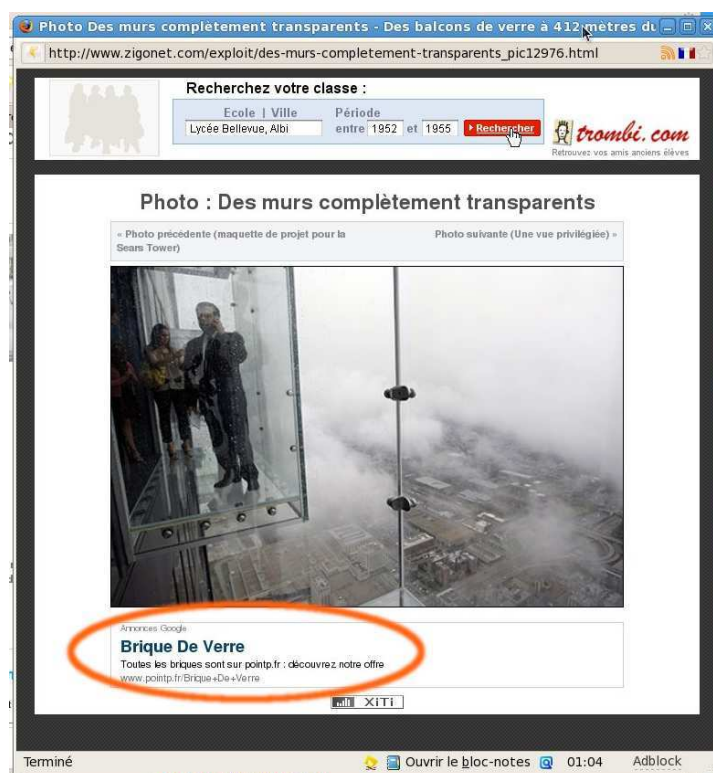 Photo Des murs complètement transparents - Des balcons de verre à 412 mètres du
http://www.zigonet.com/exploit/des-murs-completement-transparents_pic12976.html
Recherchez votre classe :
Ecole | Ville
Période
Lycée Bellevue, Albi
entre 1952 et 1955
Rechercher
trombi.com
Retrouvez vos amis anciens élèves
Photo : Des murs complètement transparents
« Photo précédente (maquette de projet pour la
Sears Tower)
Photo suivante (Une vue privilégiée) »
Annonces Google
Brique De Verre
Toutes les briques sont sur pointp.fr : découvrez notre offre
www.pointp.fr/Brique+De+Verre
XiTi
Terminé
Ouvrir le bloc-notes
01:04
Adblock